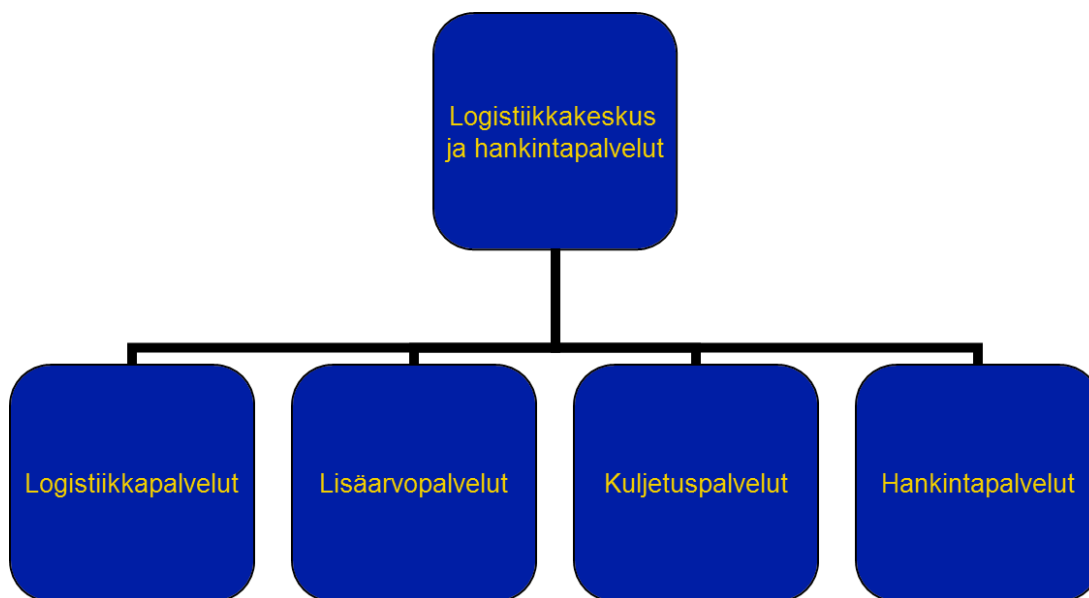 Logistiikkakeskus
ja hankintapalvelut
Logistiikkapalvelut
Lisäarvopalvelut
Kuljetuspalvelut
Hankintapalvelut